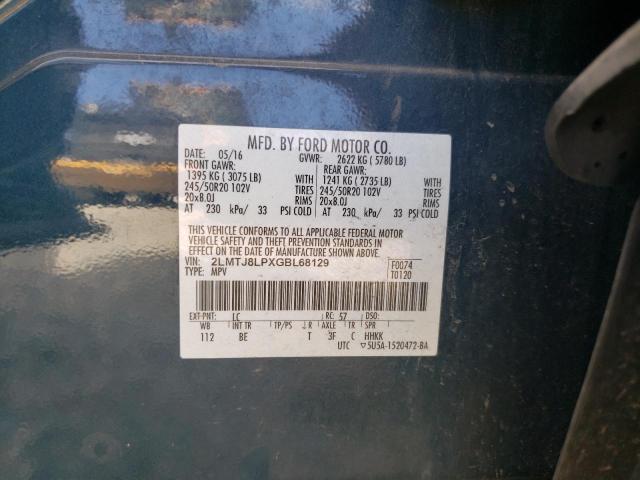 MFD. BY FORD MOTOR CO.
DATE: 05/16 GVWR: 2622 KG ( 5780 LB)
FRONT GAWR: REAR GAWR:
1395 KG ( 3075 LB) WITH 1241 KG ( 2735 LB) WITH
245/50R20 102V TIRES 245/50R20 102V TIRES
20x8.0J RIMS 20x8.0J RIMS
AT 230 kPa/ 33 PSI COLD AT 230 kPa/ 33 PSI COLD
THIS VEHICLE CONFORMS TO ALL APPLICABLE FEDERAL MOTOR
VEHICLE SAFETY AND THEFT PREVENTION STANDARDS IN
EFFECT ON THE DATE OF MANUFACTURE SHOWN ABOVE.
VIN: 2LMTJ8LPXGBL68129 F0074
TYPE: MPV T0120
EXT-PNT: LC RC: 57 DSO:
WB INT TR TP/PS R AXLE TR SPR
112 BE T 3F C HHKK
UTC ▽5U5A-1520472-BA